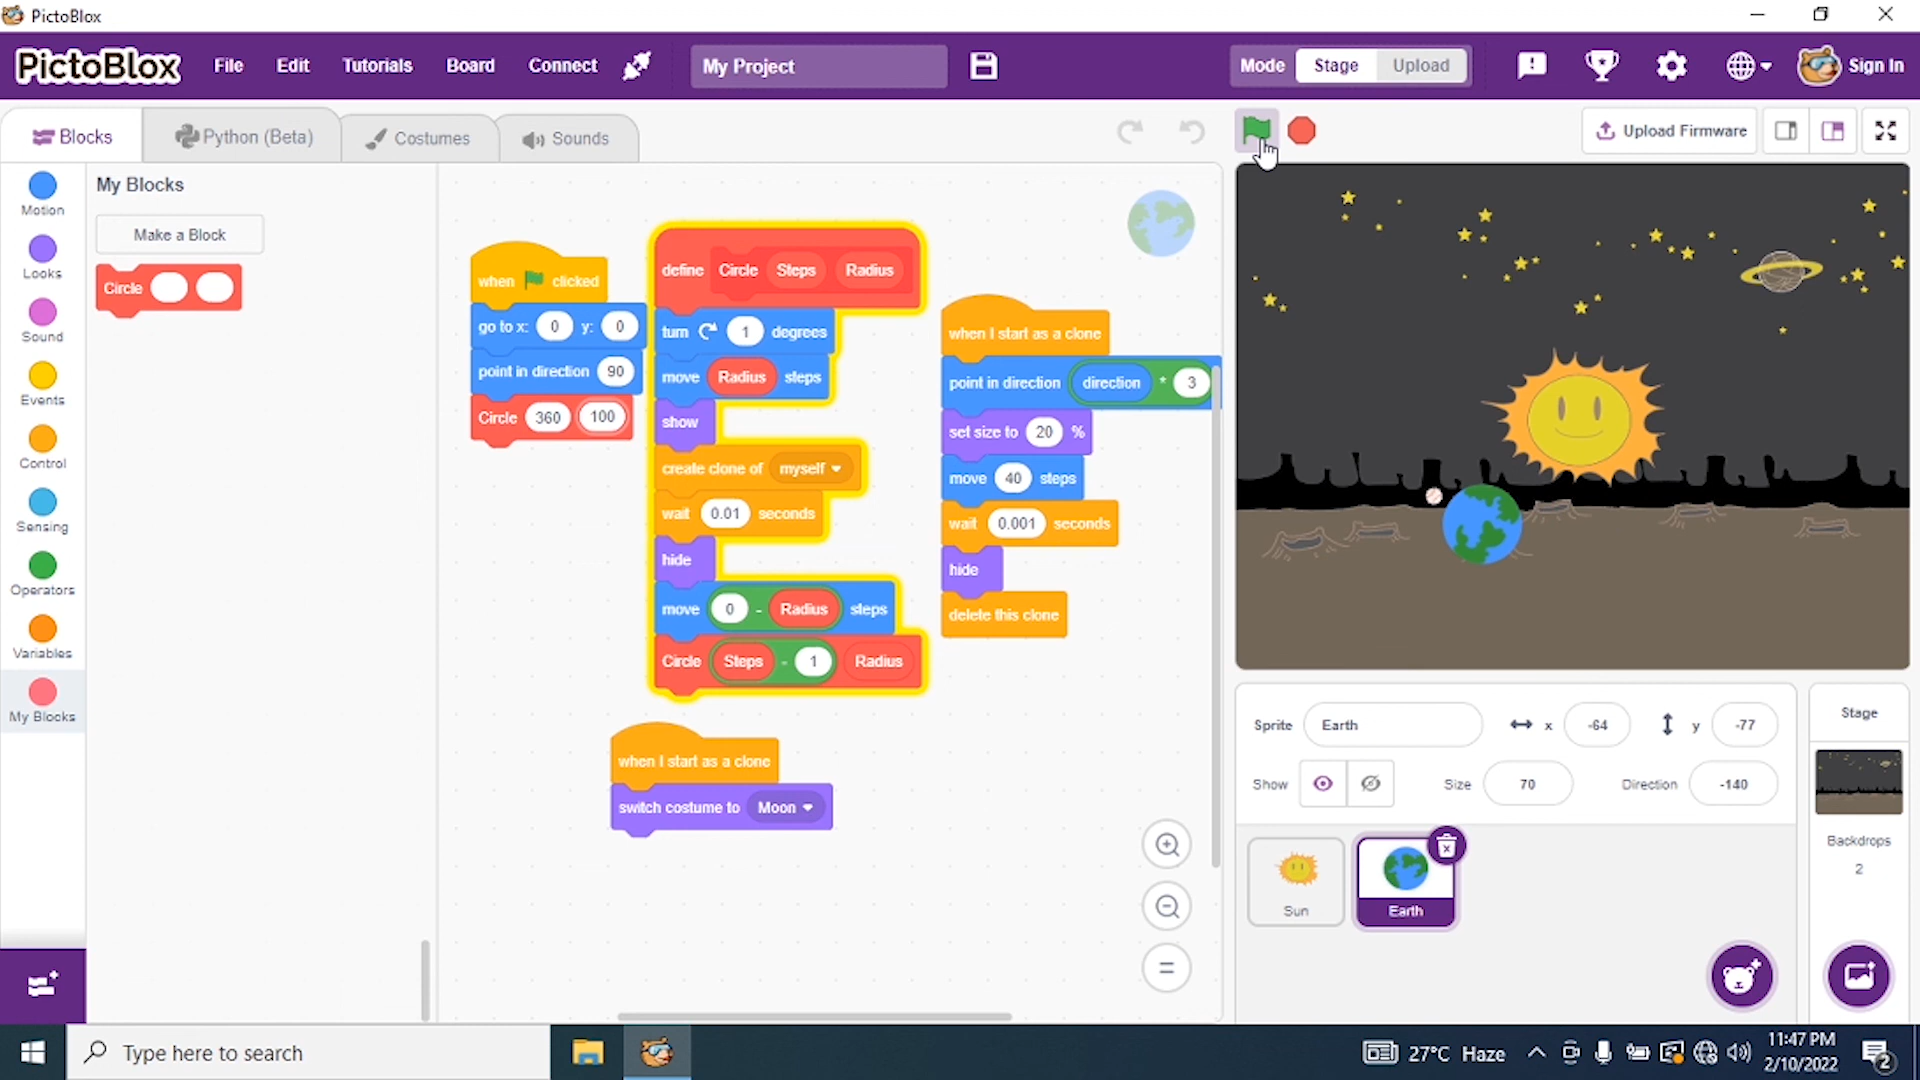 PictoBlox
PictoBlox
File
Edit
Tutorials
Board
Connect
My Project
Mode
Stage
Upload
Sign In
Blocks
Python (Beta)
Costumes
Sounds
Upload Firmware
Motion
Looks
Sound
Events
Control
Sensing
Operators
Variables
My Blocks
My Blocks
Make a Block
Circle
when clicked
go to x: 0 y: 0
point in direction 90
Circle 360 100
define Circle Steps Radius
turn 1 degrees
move Radius steps
show
create clone of myself
wait 0.01 seconds
hide
move 0 - Radius steps
Circle Steps - 1 Radius
when I start as a clone
switch costume to Moon
when I start as a clone
point in direction direction * 3
set size to 20 %
move 40 steps
wait 0.001 seconds
hide
delete this clone
Sprite Earth x -64 y -77
Show Size 70 Direction -140
Sun
Earth
Stage
Backdrops
2
Type here to search
27°C Haze
11:47 PM
2/10/2022
2